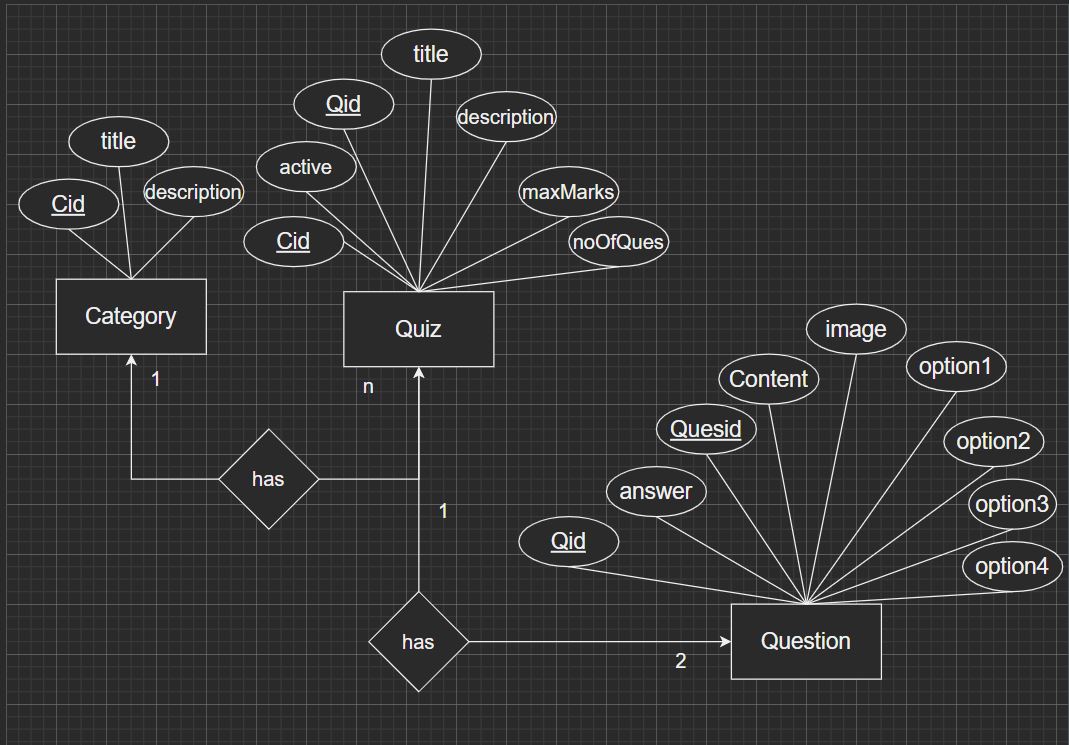 title
Qid
description
title
active
maxMarks
Cid
description
Cid
noOfQues
Category
Quiz
image
option1
1
n
Content
Quesid
option2
has
answer
option3
1
Qid
option4
has
Question
2